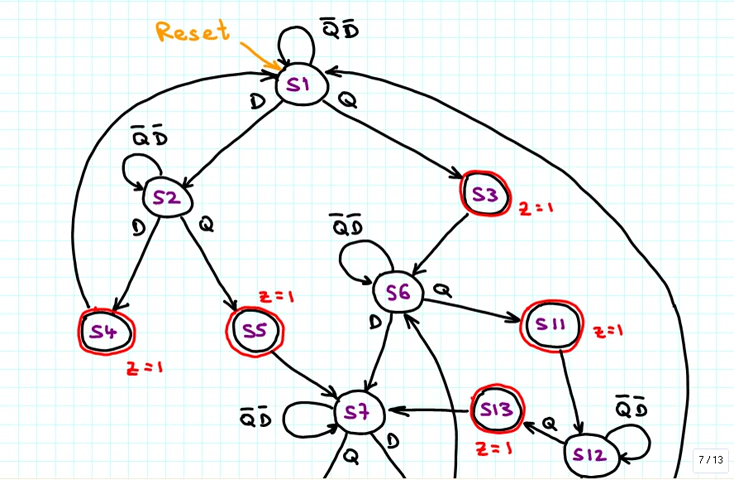 Reset
Q̅ D̅
S1
D
Q
Q̅ D̅
S2
D
Q
S3
z=1
Q̅ D̅
S6
Q
D
z=1
S4
S5
S11
z=1
z=1
Q̅ D̅
S7
S13
Q
Q̅ D̅
D
z=1
Q
S12
7 / 13